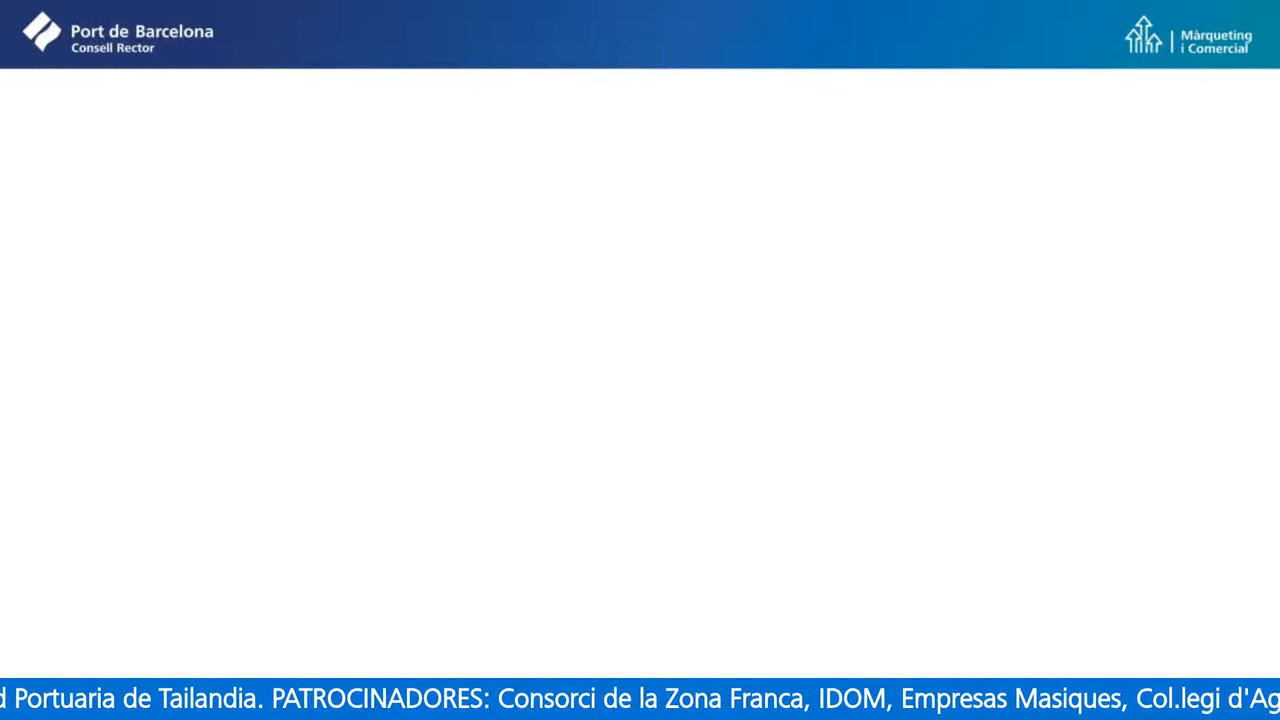 Port de Barcelona
Consell Rector
Màrqueting
i Comercial
Portuaria de Tailandia. PATROCINADORES: Consorci de la Zona Franca, IDOM, Empresas Masiques, Col.legi d'Ag